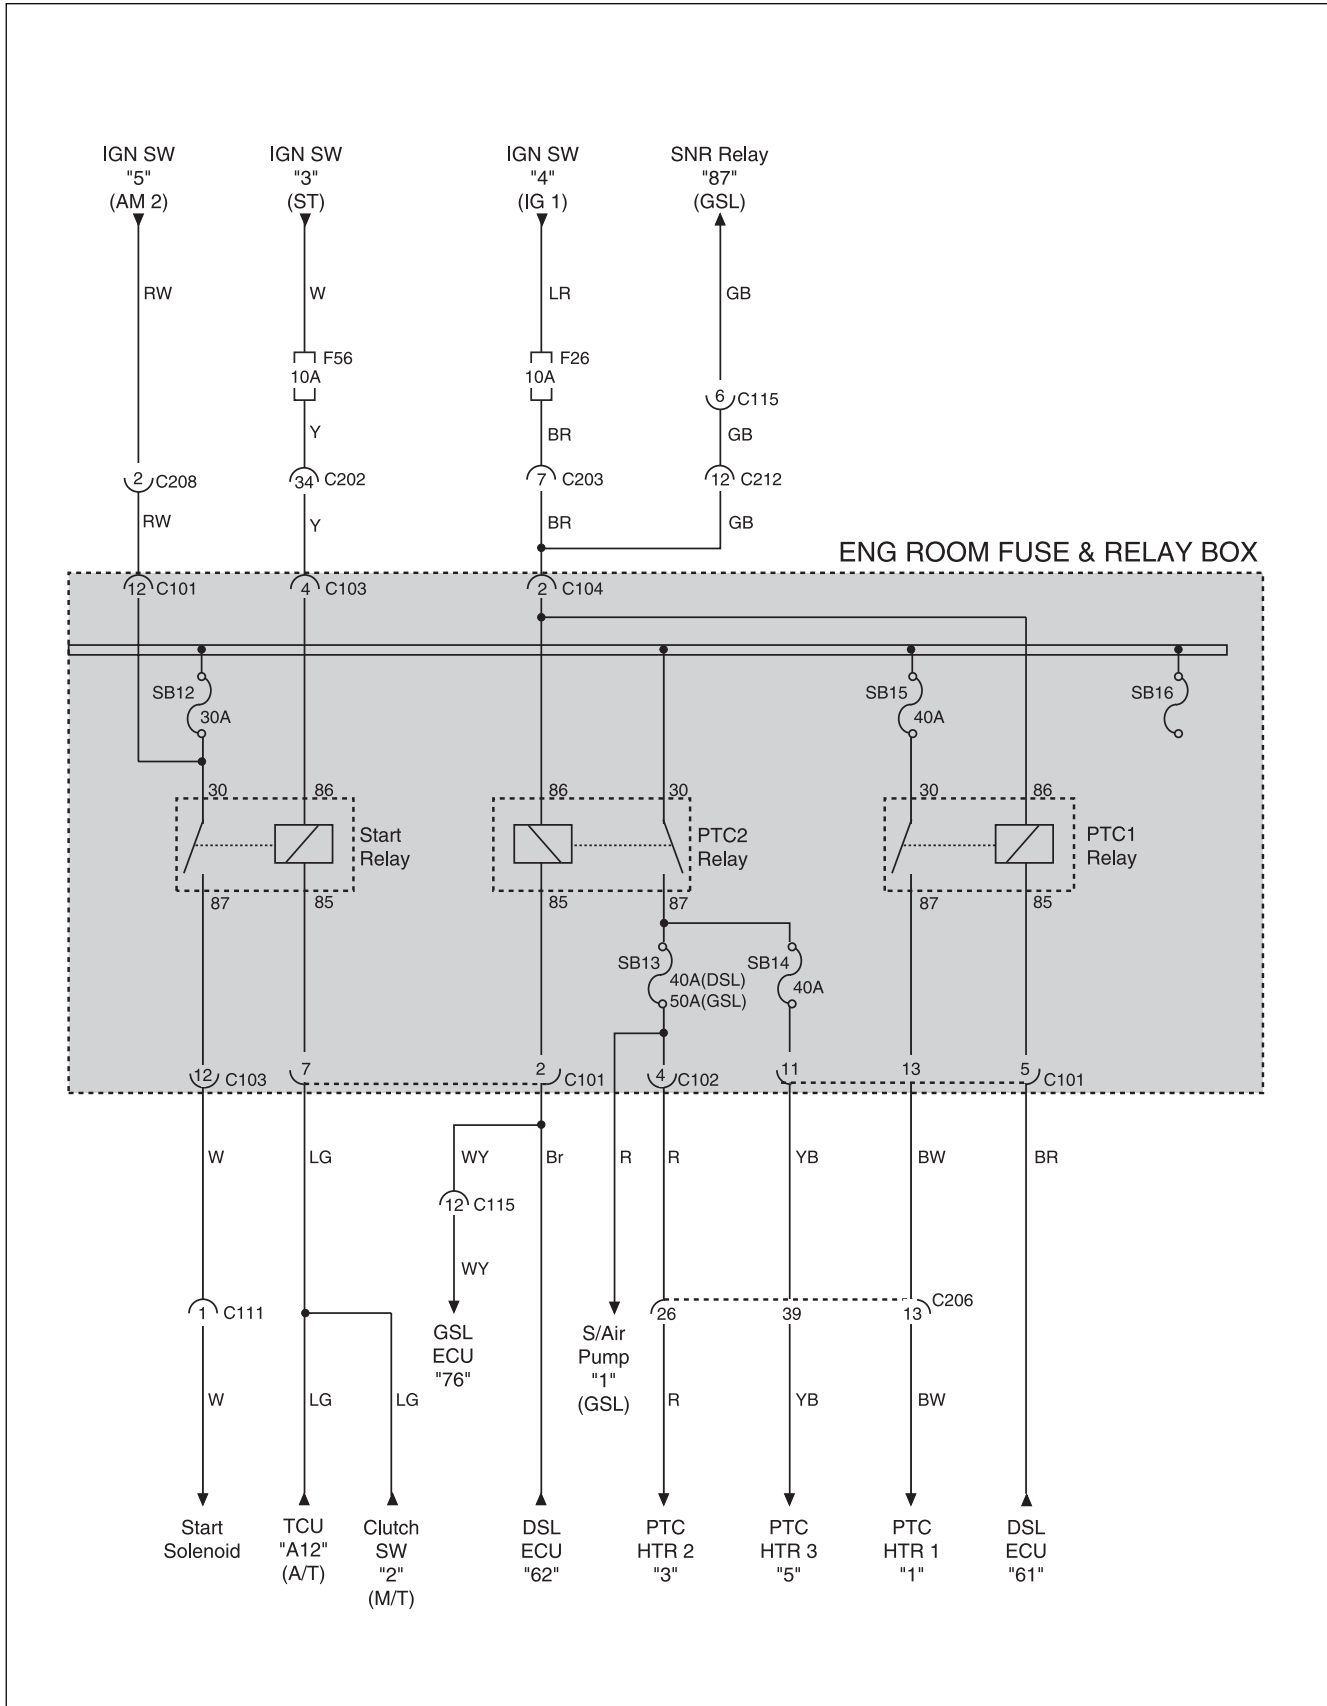 IGN SW
"5"
(AM 2)
IGN SW
"3"
(ST)
IGN SW
"4"
(IG 1)
SNR Relay
"87"
(GSL)
RW
W
LR
GB
F56
10A
F26
10A
6 C115
Y
BR
GB
2 C208
34 C202
7 C203
12 C212
RW
Y
BR
GB
ENG ROOM FUSE & RELAY BOX
12 C101
4 C103
2 C104
SB12
30A
SB15
40A
SB16
30
86
86
30
30
86
Start
Relay
PTC2
Relay
PTC1
Relay
87
85
85
87
87
85
SB13
40A(DSL)
50A(GSL)
SB14
40A
12 C103
7
2 C101
4 C102
11
13
5 C101
W
LG
WY
Br
R
R
YB
BW
BR
12 C115
WY
1 C111
26
39
13
C206
GSL
ECU
"76"
S/Air
Pump
"1"
(GSL)
W
LG
LG
R
YB
BW
Start
Solenoid
TCU
"A12"
(A/T)
Clutch
SW
"2"
(M/T)
DSL
ECU
"62"
PTC
HTR 2
"3"
PTC
HTR 3
"5"
PTC
HTR 1
"1"
DSL
ECU
"61"